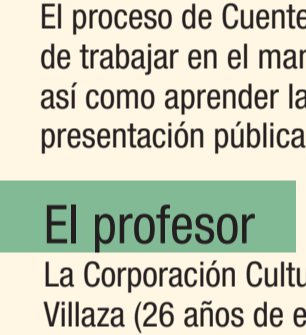 El proceso de Cuente
de trabajar en el mar
así como aprender la
presentación pública
El profesor
La Corporación Cultu
Villaza (26 años de e